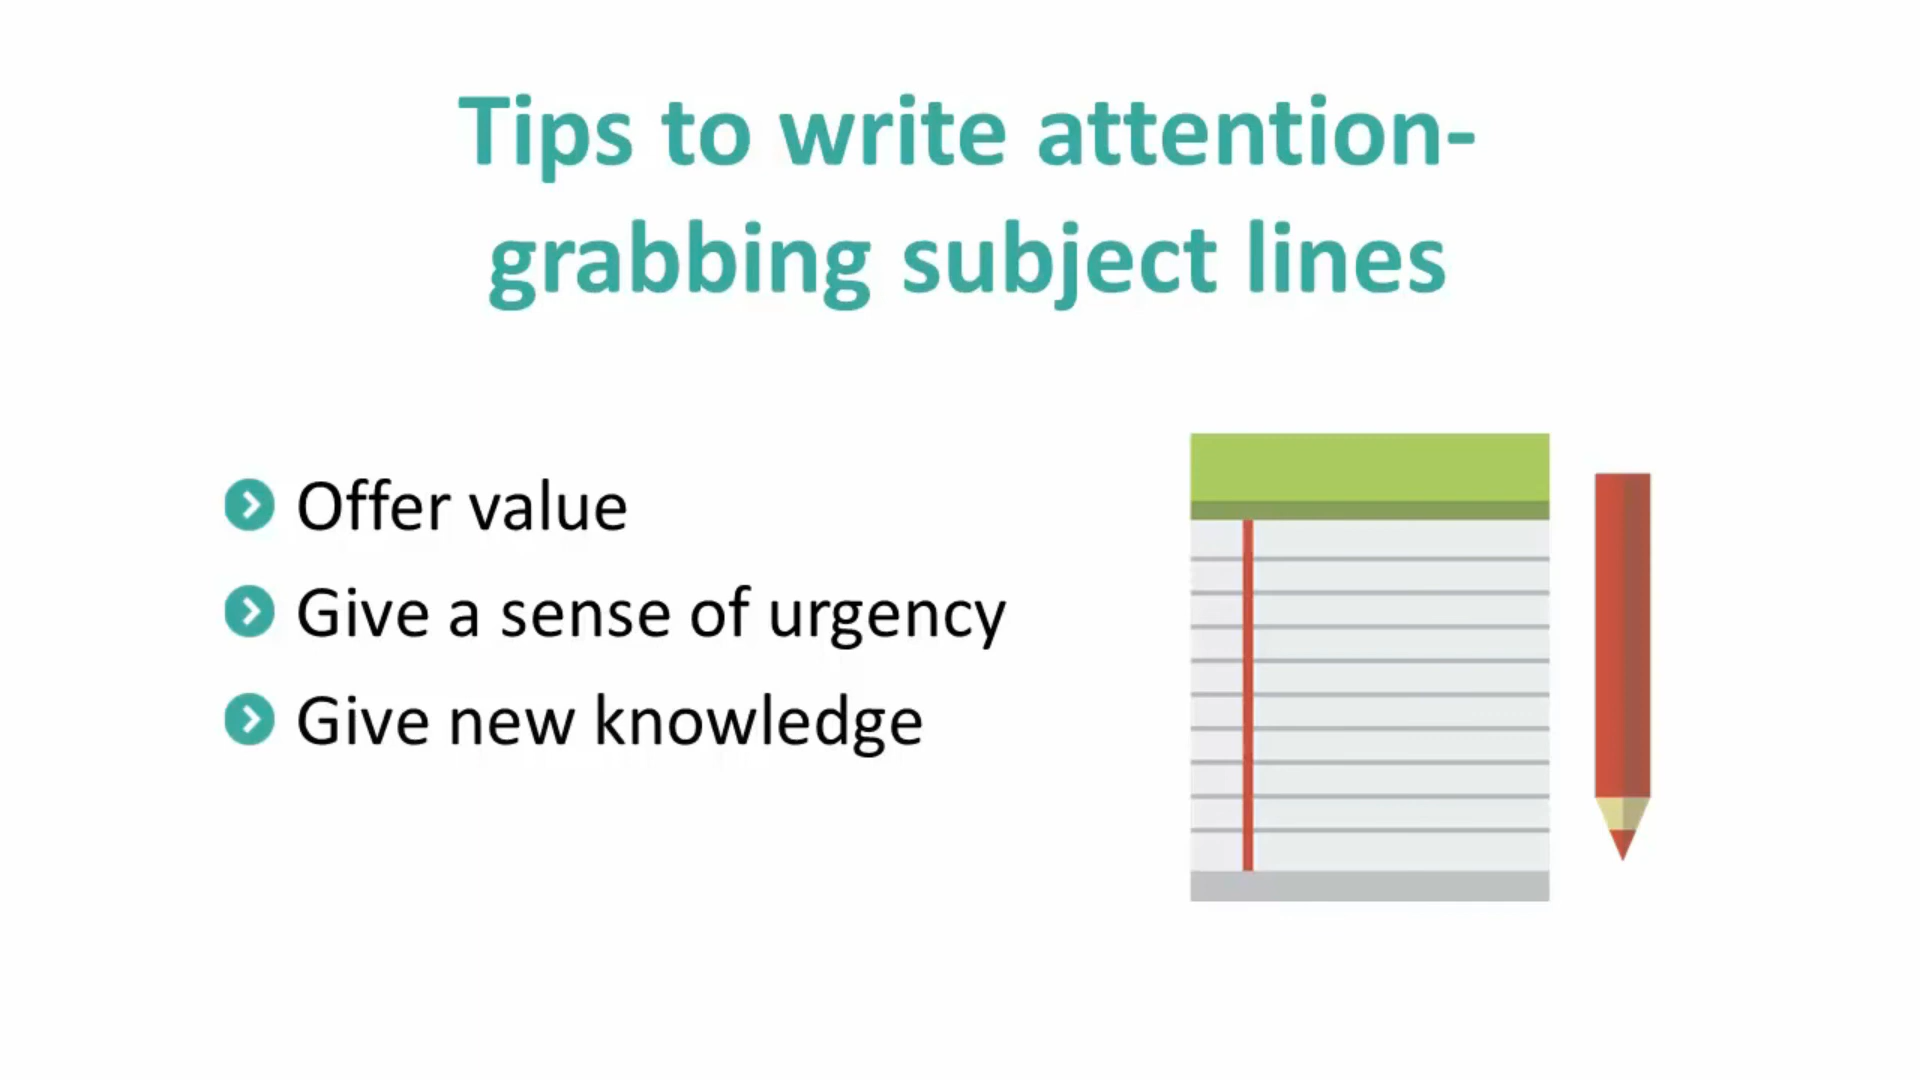 Tips to write attention-
grabbing subject lines
Offer value
Give a sense of urgency
Give new knowledge